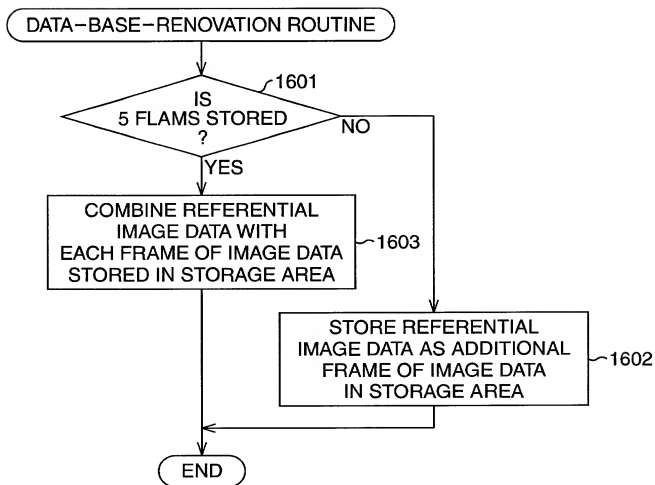 DATA-BASE-RENOVATION ROUTINE
1601
IS
5 FLAMS STORED
?
NO
YES
COMBINE REFERENTIAL
IMAGE DATA WITH
EACH FRAME OF IMAGE DATA
STORED IN STORAGE AREA
1603
STORE REFERENTIAL
IMAGE DATA AS ADDITIONAL
FRAME OF IMAGE DATA
IN STORAGE AREA
1602
END